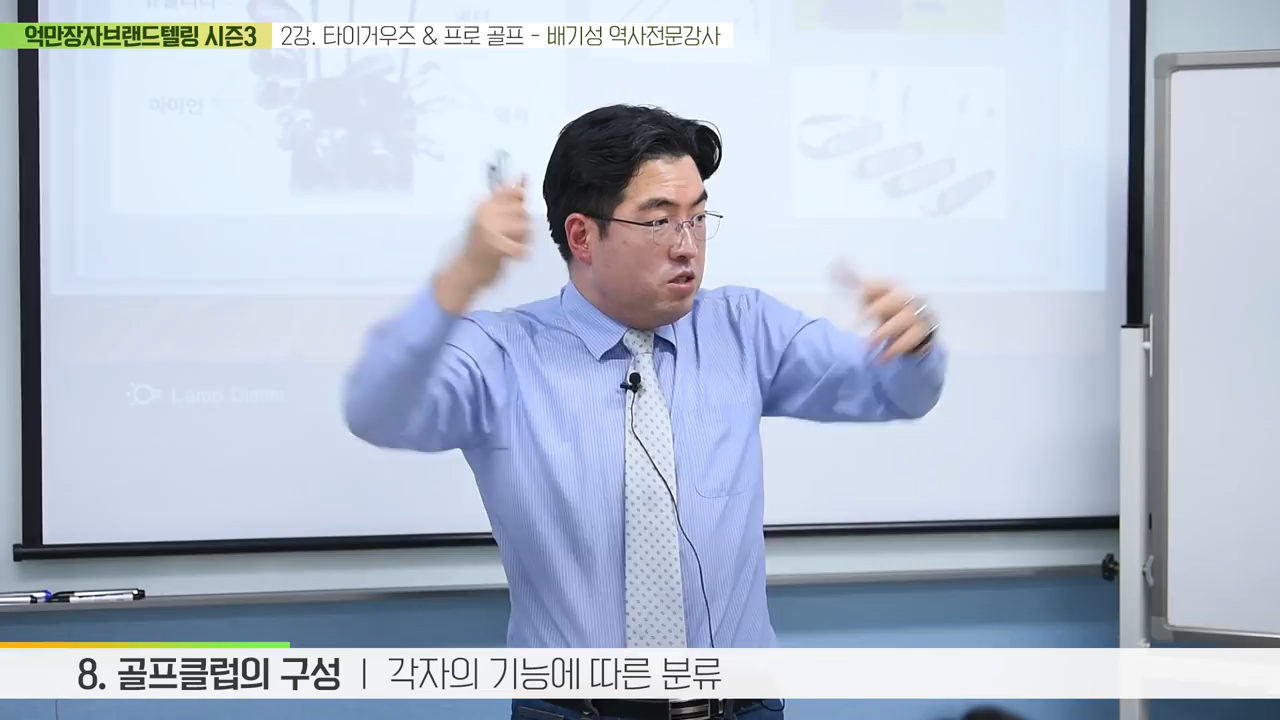 억만장자브랜드텔링 시즌3
2강. 타이거우즈 & 프로 골프 - 배기성 역사전문강사
아이언
8. 골프클럽의 구성 | 각자의 기능에 따른 분류